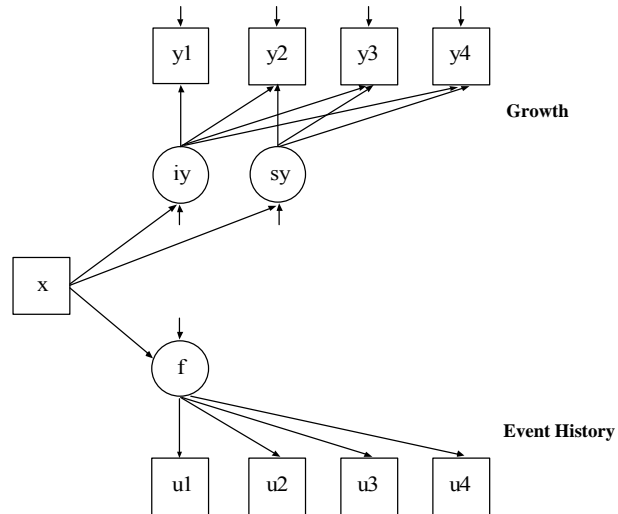 y1 y2 y3 y4
Growth
iy sy
x
f
Event History
u1 u2 u3 u4